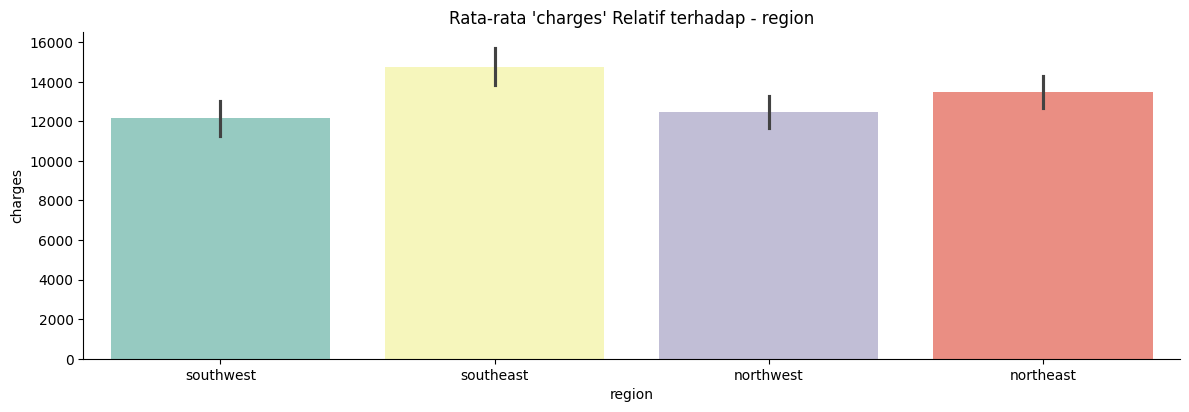 Rata-rata 'charges' Relatif terhadap - region
16000
14000
12000
10000
8000
6000
4000
2000
0
charges
southwest southeast northwest northeast
region